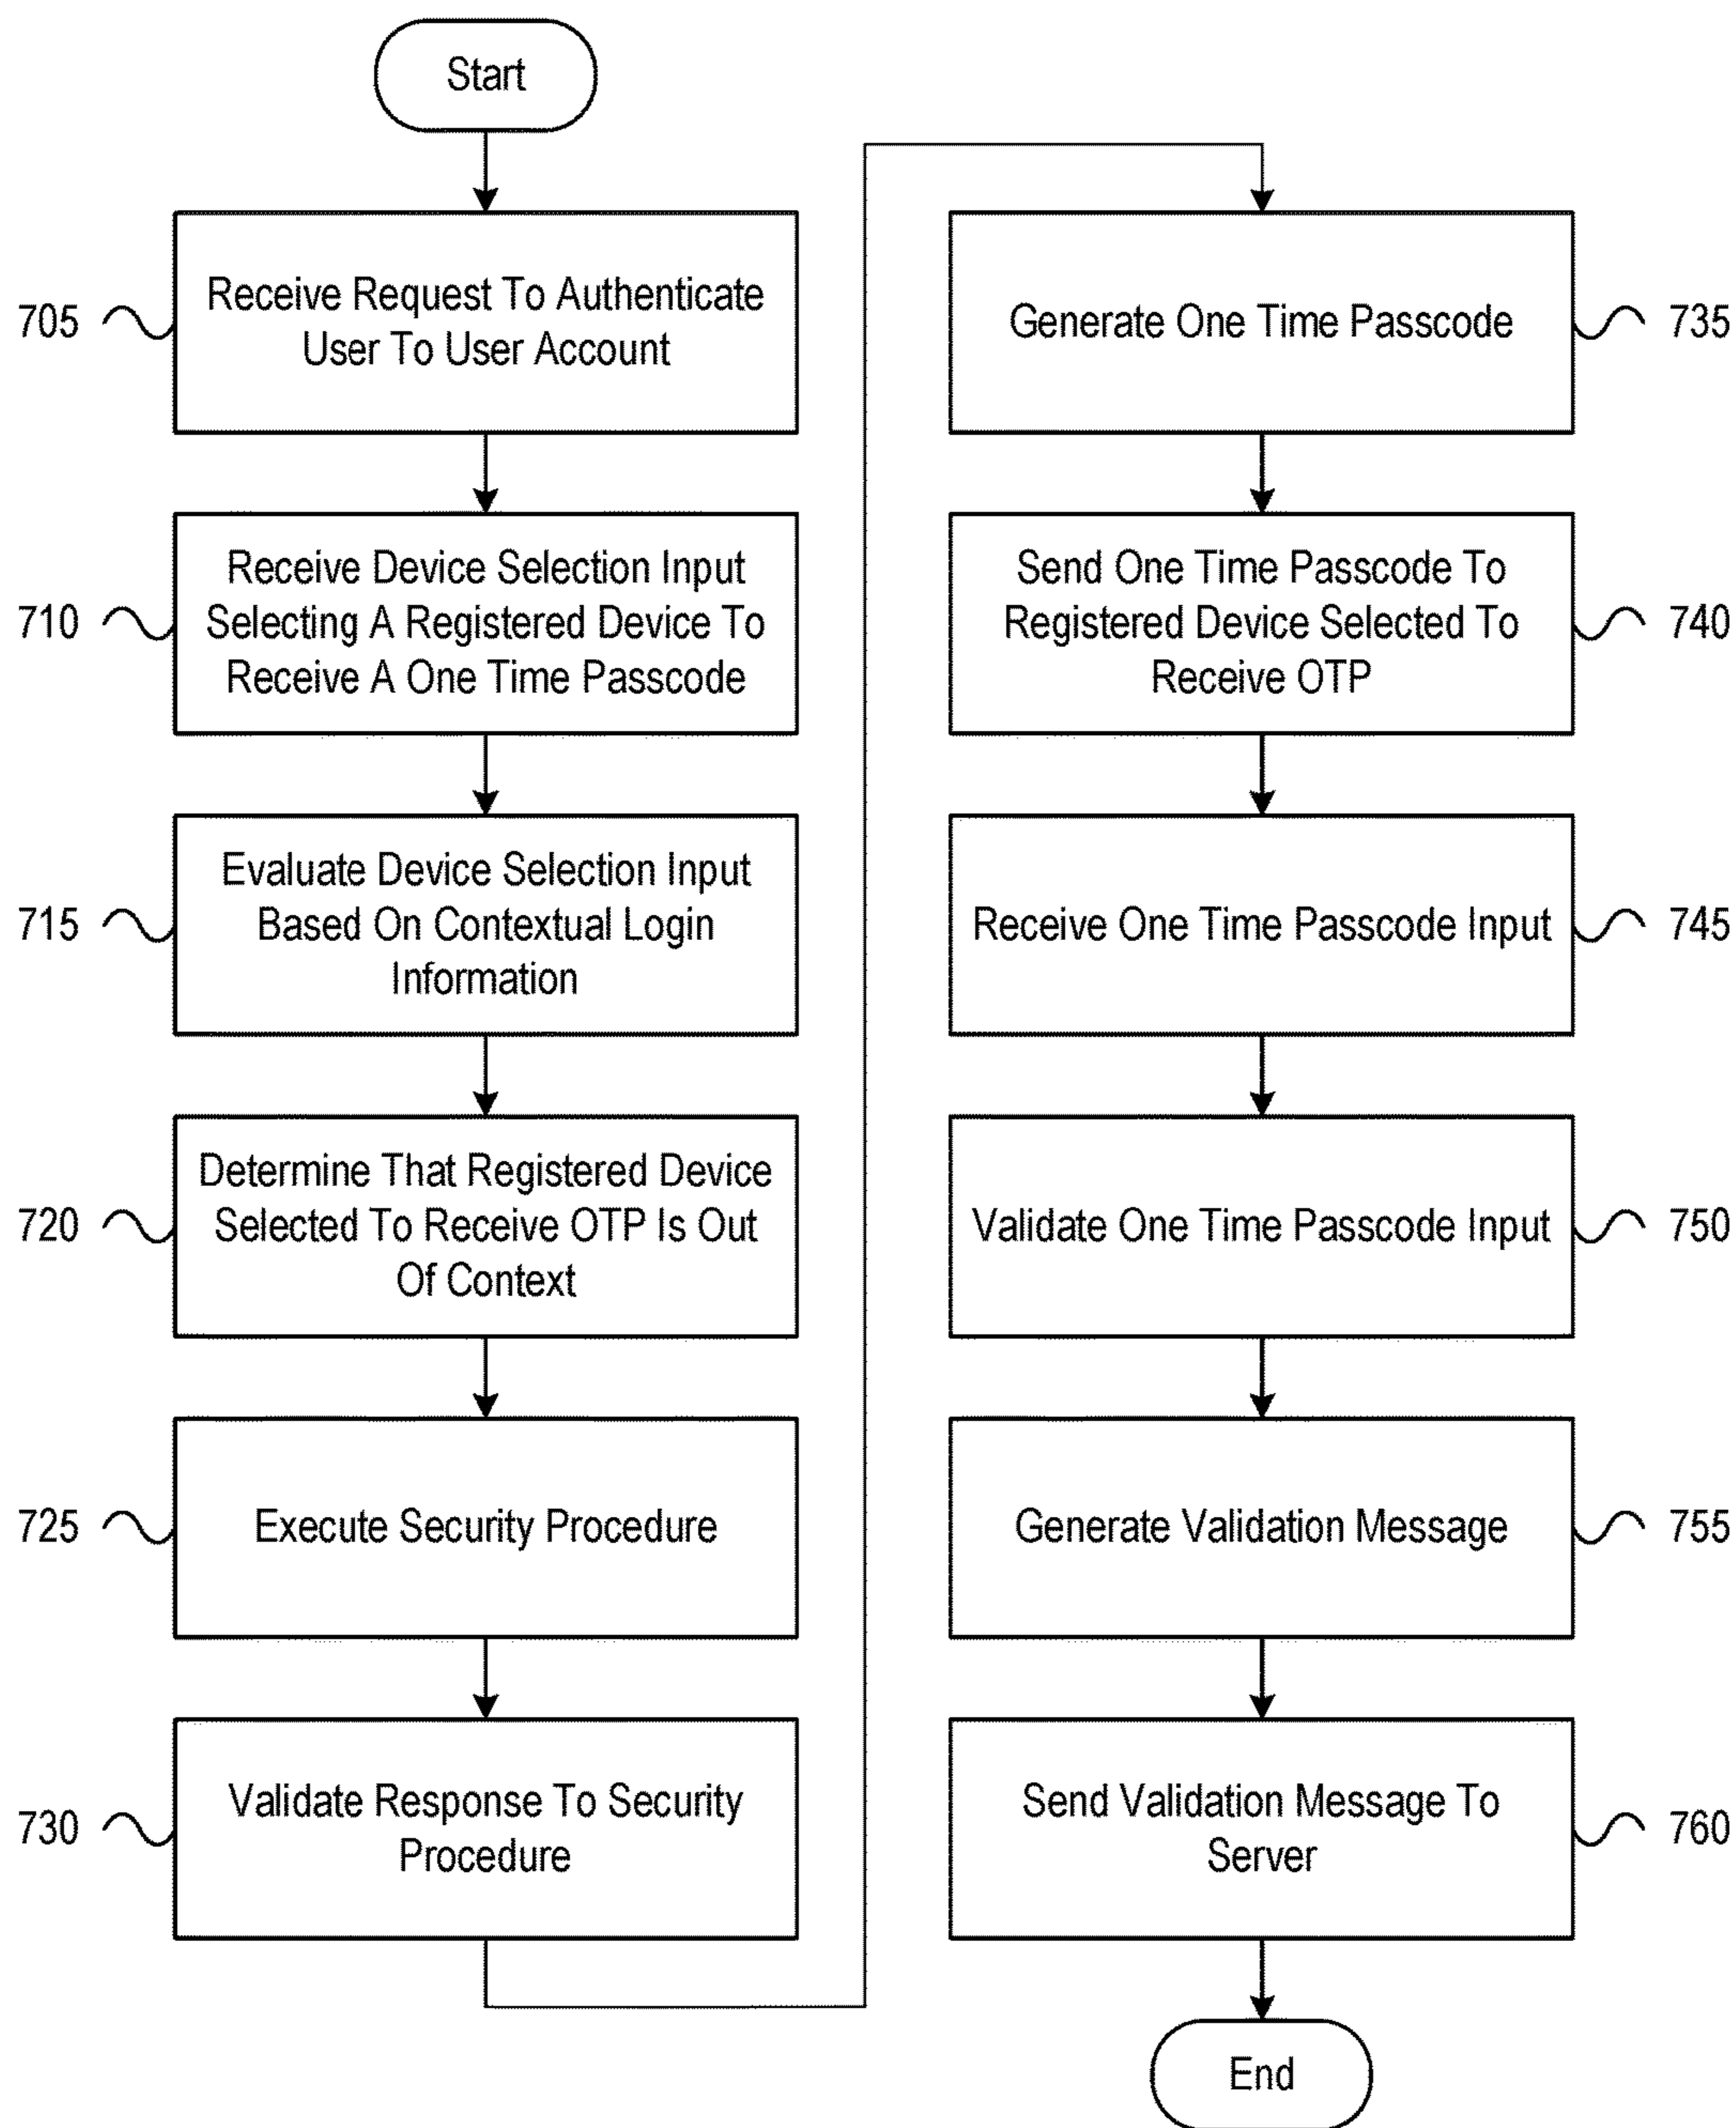 Start
705
Receive Request To Authenticate
User To User Account
710
Receive Device Selection Input
Selecting A Registered Device To
Receive A One Time Passcode
715
Evaluate Device Selection Input
Based On Contextual Login
Information
720
Determine That Registered Device
Selected To Receive OTP Is Out
Of Context
725
Execute Security Procedure
730
Validate Response To Security
Procedure
Generate One Time Passcode
735
Send One Time Passcode To
Registered Device Selected To
Receive OTP
740
Receive One Time Passcode Input
745
Validate One Time Passcode Input
750
Generate Validation Message
755
Send Validation Message To
Server
760
End